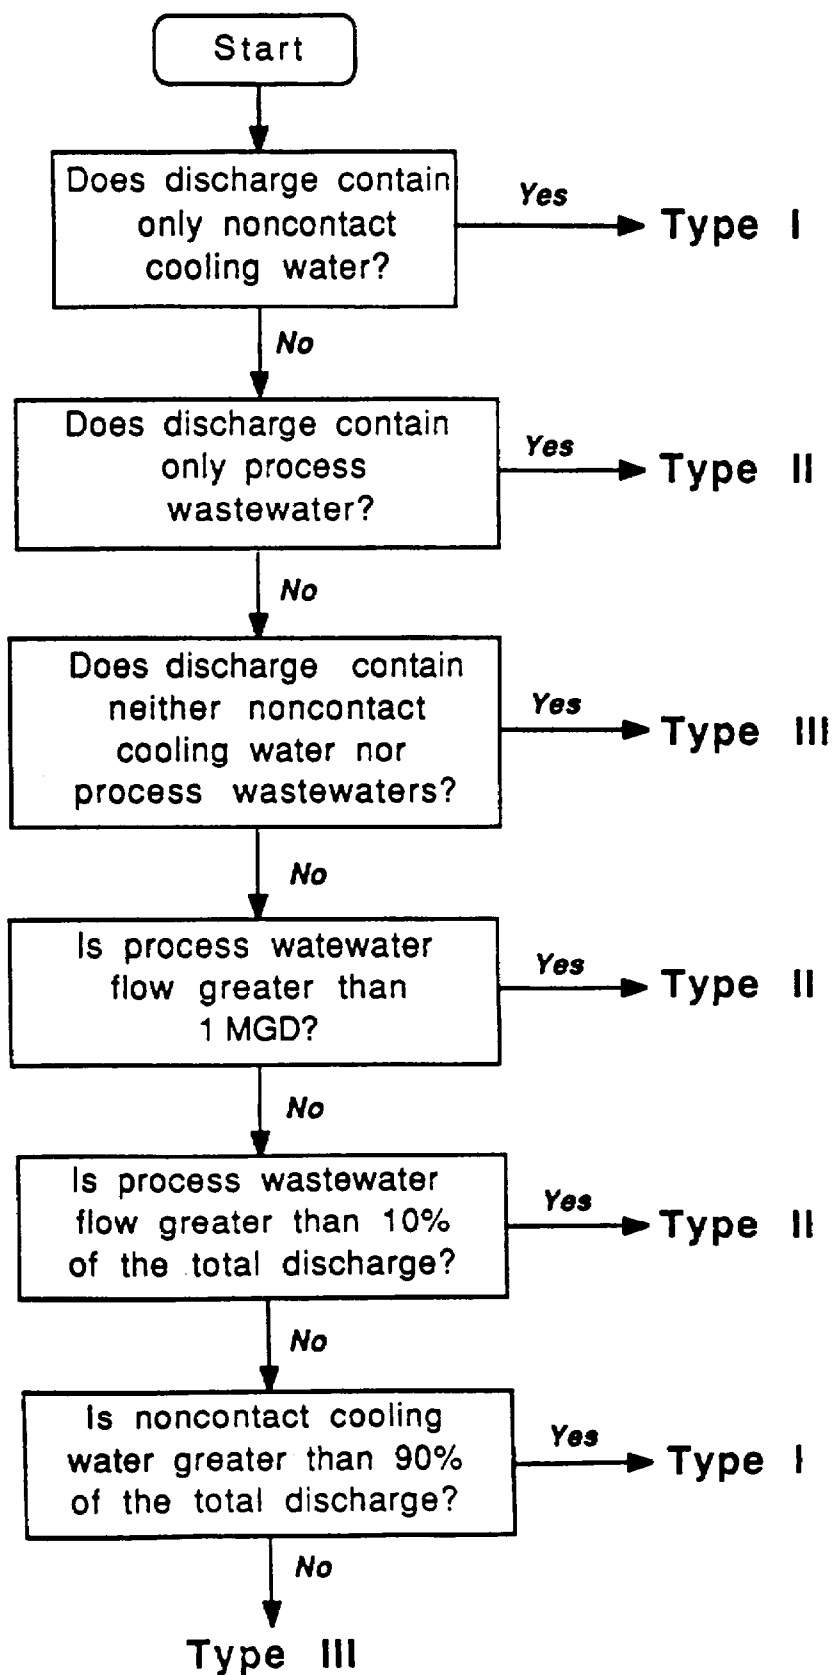 Start
Does discharge contain
only noncontact
cooling water?
Yes
Type I
No
Does discharge contain
only process
wastewater?
Yes
Type II
No
Does discharge contain
neither noncontact
cooling water nor
process wastewaters?
Yes
Type III
No
Is process watewater
flow greater than
1 MGD?
Yes
Type II
No
Is process wastewater
flow greater than 10%
of the total discharge?
Yes
Type II
No
Is noncontact cooling
water greater than 90%
of the total discharge?
Yes
Type I
No
Type III